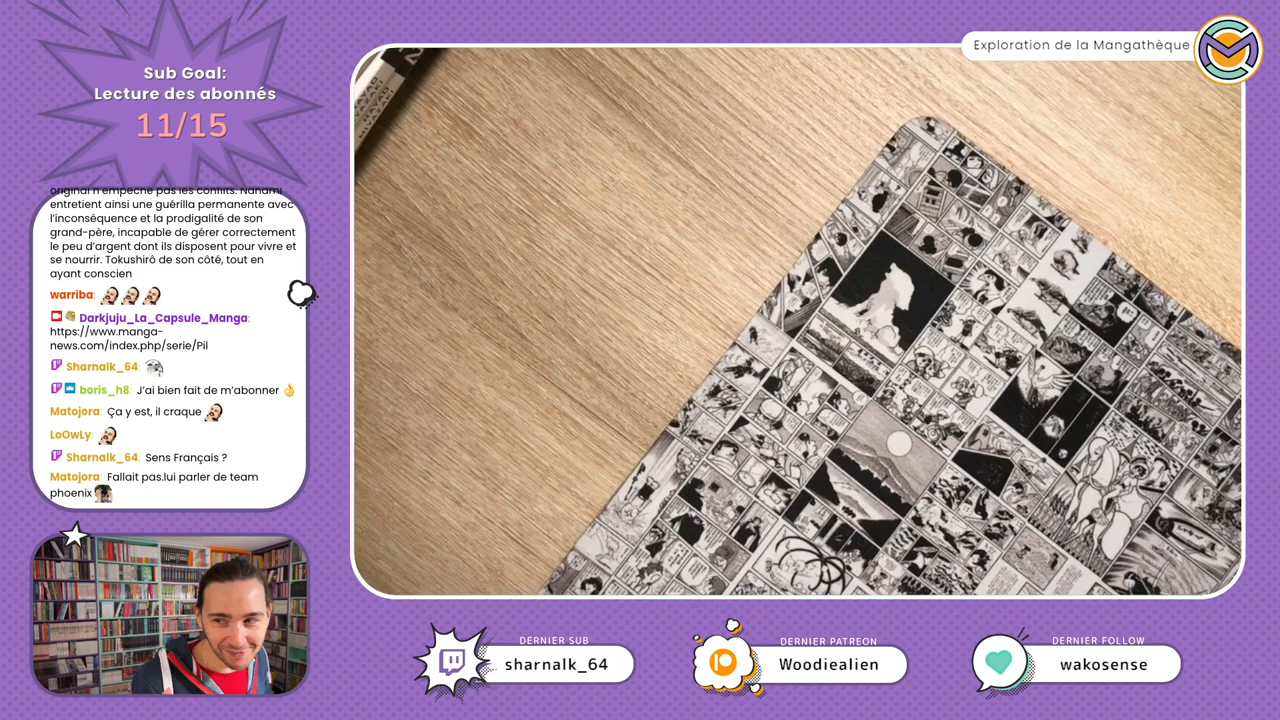 Sub Goal:
Lecture des abonnés
11/15
original n'empêche pas les conflits. Nanami
entretient ainsi une guérilla permanente avec
l'inconséquence et la prodigalité de son
grand-père, incapable de gérer correctement
le peu d'argent dont ils disposent pour vivre et
se nourrir. Tokushirô de son côté, tout en
ayant conscien
warriba:
Darkjuju_La_Capsule_Manga:
https://www.manga-
news.com/index.php/serie/Pil
Sharnalk_64:
boris_h8: J'ai bien fait de m'abonner 👌
Matojora: Ça y est, il craque
LoOwLy:
Sharnalk_64: Sens Français ?
Matojora: Fallait pas.lui parler de team
phoenix
Exploration de la Mangathèque
DERNIER SUB
sharnalk_64
DERNIER PATREON
Woodiealien
DERNIER FOLLOW
wakosense